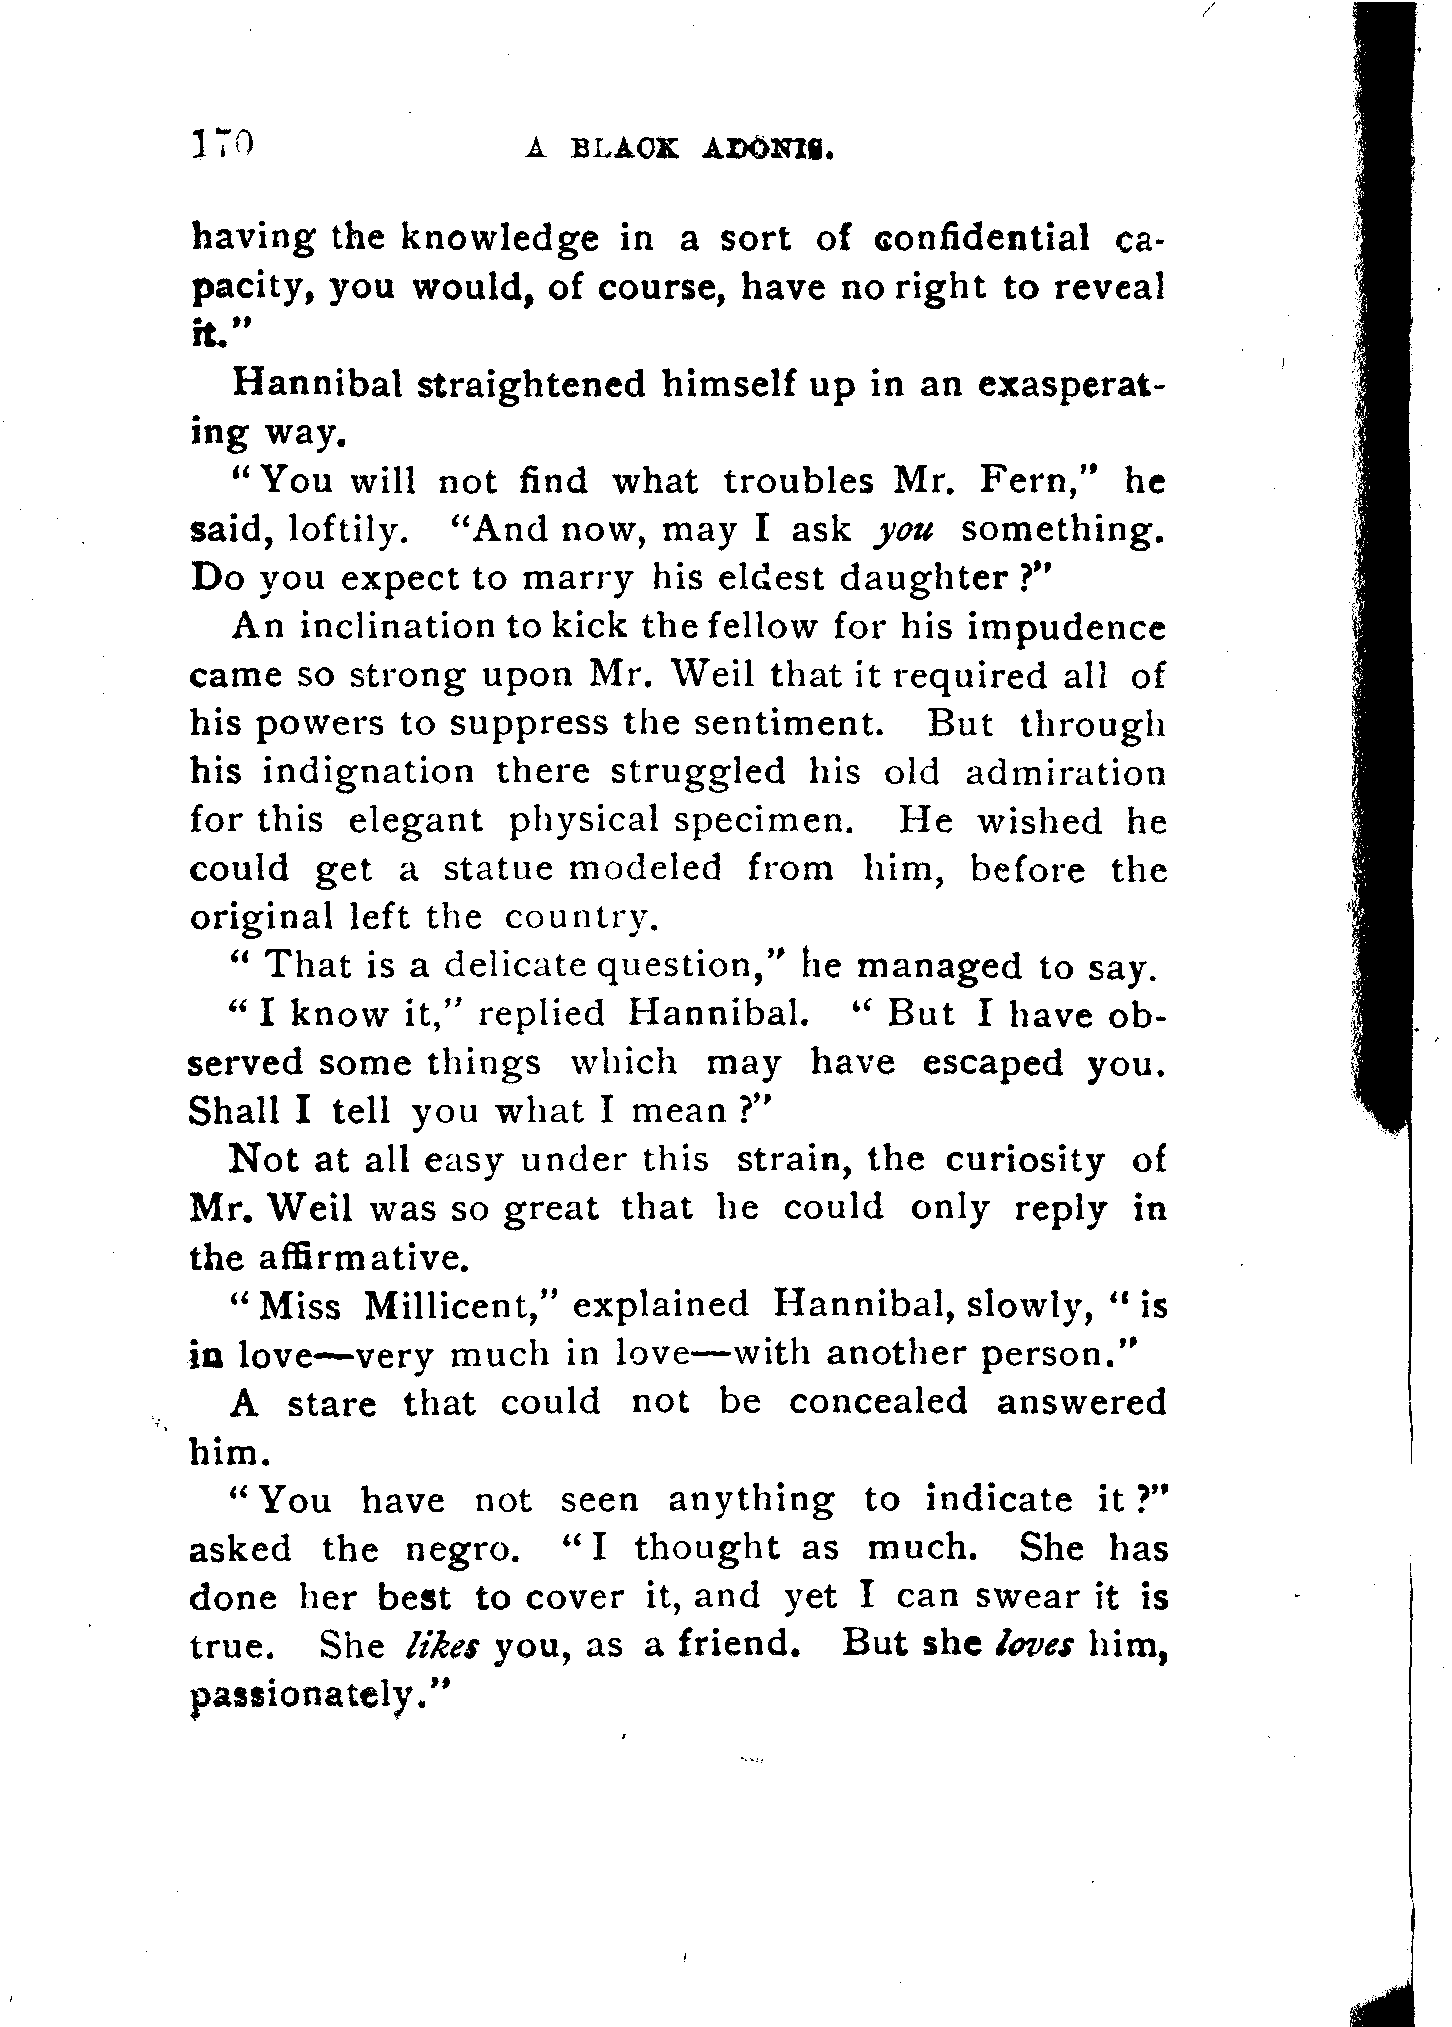 170 A BLACK ADONIS.
having the knowledge in a sort of confidential ca-
pacity, you would, of course, have no right to reveal
it."
Hannibal straightened himself up in an exasperat-
ing way.
"You will not find what troubles Mr. Fern," he
said, loftily. "And now, may I ask you something.
Do you expect to marry his eldest daughter?"
An inclination to kick the fellow for his impudence
came so strong upon Mr. Weil that it required all of
his powers to suppress the sentiment. But through
his indignation there struggled his old admiration
for this elegant physical specimen. He wished he
could get a statue modeled from him, before the
original left the country.
"That is a delicate question," he managed to say.
"I know it," replied Hannibal. "But I have ob-
served some things which may have escaped you.
Shall I tell you what I mean?"
Not at all easy under this strain, the curiosity of
Mr. Weil was so great that he could only reply in
the affirmative.
"Miss Millicent," explained Hannibal, slowly, "is
in love—very much in love—with another person."
A stare that could not be concealed answered
him.
"You have not seen anything to indicate it?"
asked the negro. "I thought as much. She has
done her best to cover it, and yet I can swear it is
true. She likes you, as a friend. But she loves him,
passionately."